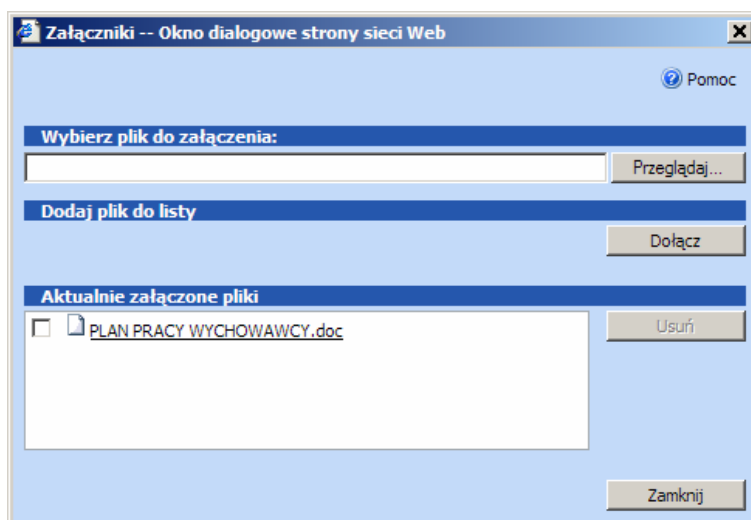 Załączniki -- Okno dialogowe strony sieci Web
Pomoc
Wybierz plik do załączenia:
Przeglądaj...
Dodaj plik do listy
Dołącz
Aktualnie załączone pliki
PLAN PRACY WYCHOWAWCY.doc
Usuń
Zamknij